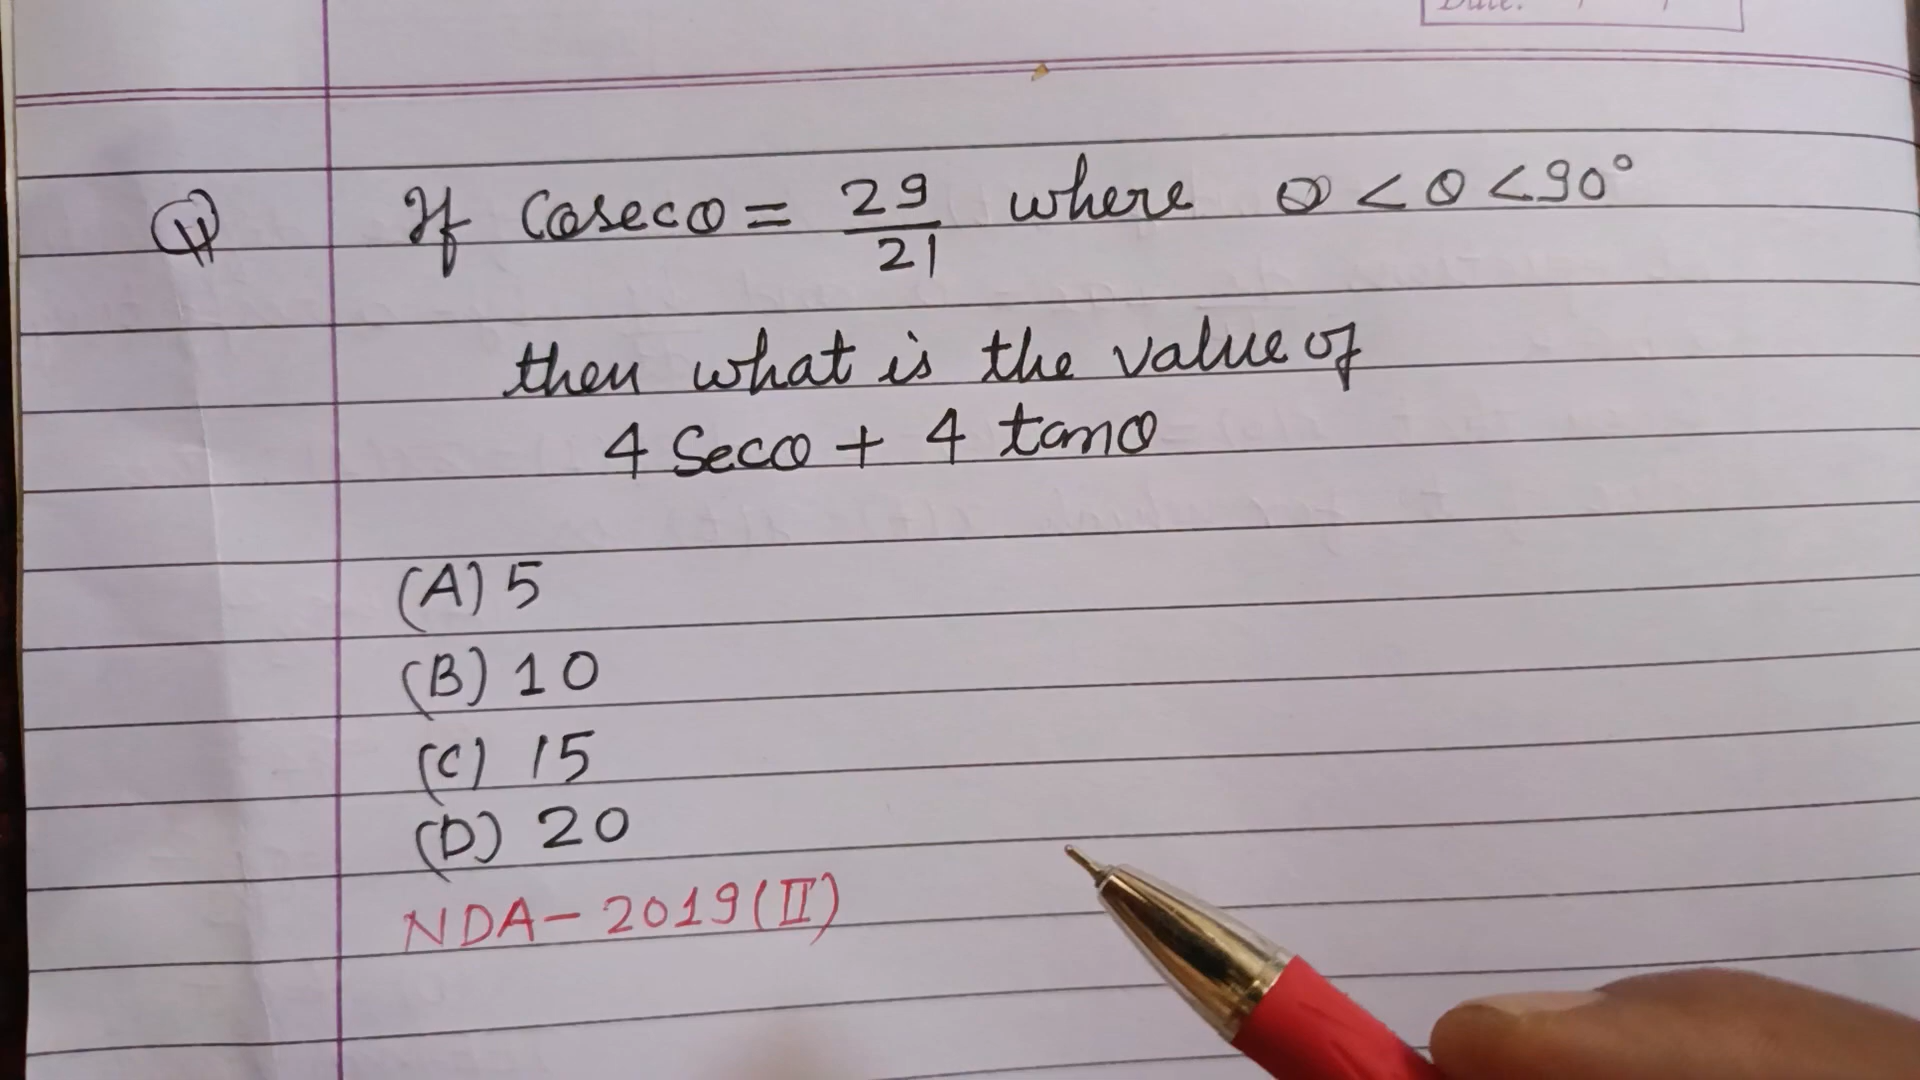 Date:
Q If Cosecθ = 29/21 where 0 < θ < 90°
then what is the value of
4 Secθ + 4 tanθ
(A) 5
(B) 10
(C) 15
(D) 20
NDA - 2019 (II)